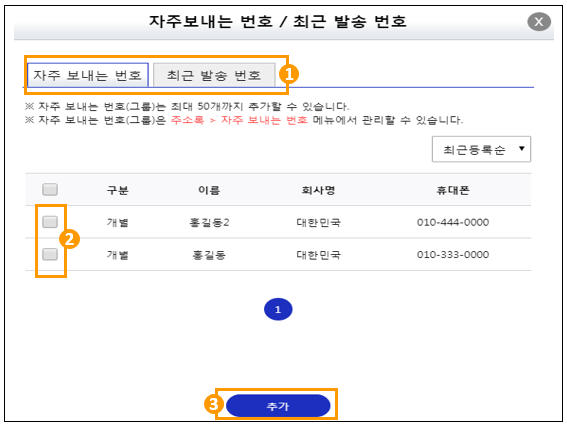 자주보내는 번호 / 최근 발송 번호 X
자주 보내는 번호 최근 발송 번호 1
※ 자주 보내는 번호(그룹)는 최대 50개까지 추가할 수 있습니다.
※ 자주 보내는 번호(그룹)은 주소록 > 자주 보내는 번호 메뉴에서 관리할 수 있습니다.
최근등록순 ▼
구분 이름 회사명 휴대폰
개별 홍길동2 대한민국 010-444-0000
2
개별 홍길동 대한민국 010-333-0000
1
3 추가